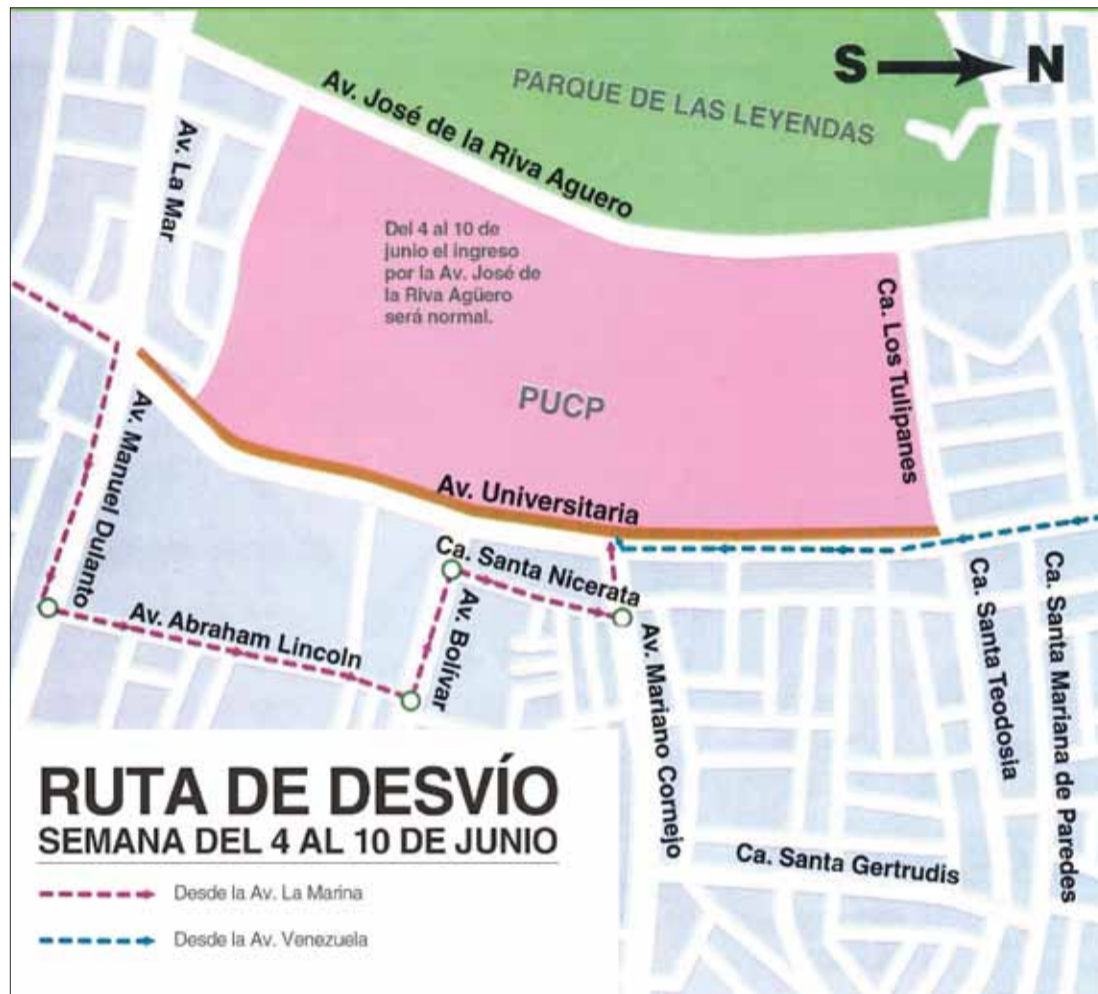 S N
PARQUE DE LAS LEYENDAS
Av. José de la Riva Aguero
Av. La Mar
Del 4 al 10 de
junio el ingreso
por la Av. José de
la Riva Agüero
será normal.
Ca. Los Tulipanes
PUCP
Av. Manuel Dulanto
Av. Universitaria
Ca. Santa Nicerata
Av. Abraham Lincoln
Av. Bolívar
Av. Mariano Cornejo
Ca. Santa Teodosia
Ca. Santa Mariana de Paredes
Ca. Santa Gertrudis
RUTA DE DESVÍO
SEMANA DEL 4 AL 10 DE JUNIO
Desde la Av. La Marina
Desde la Av. Venezuela